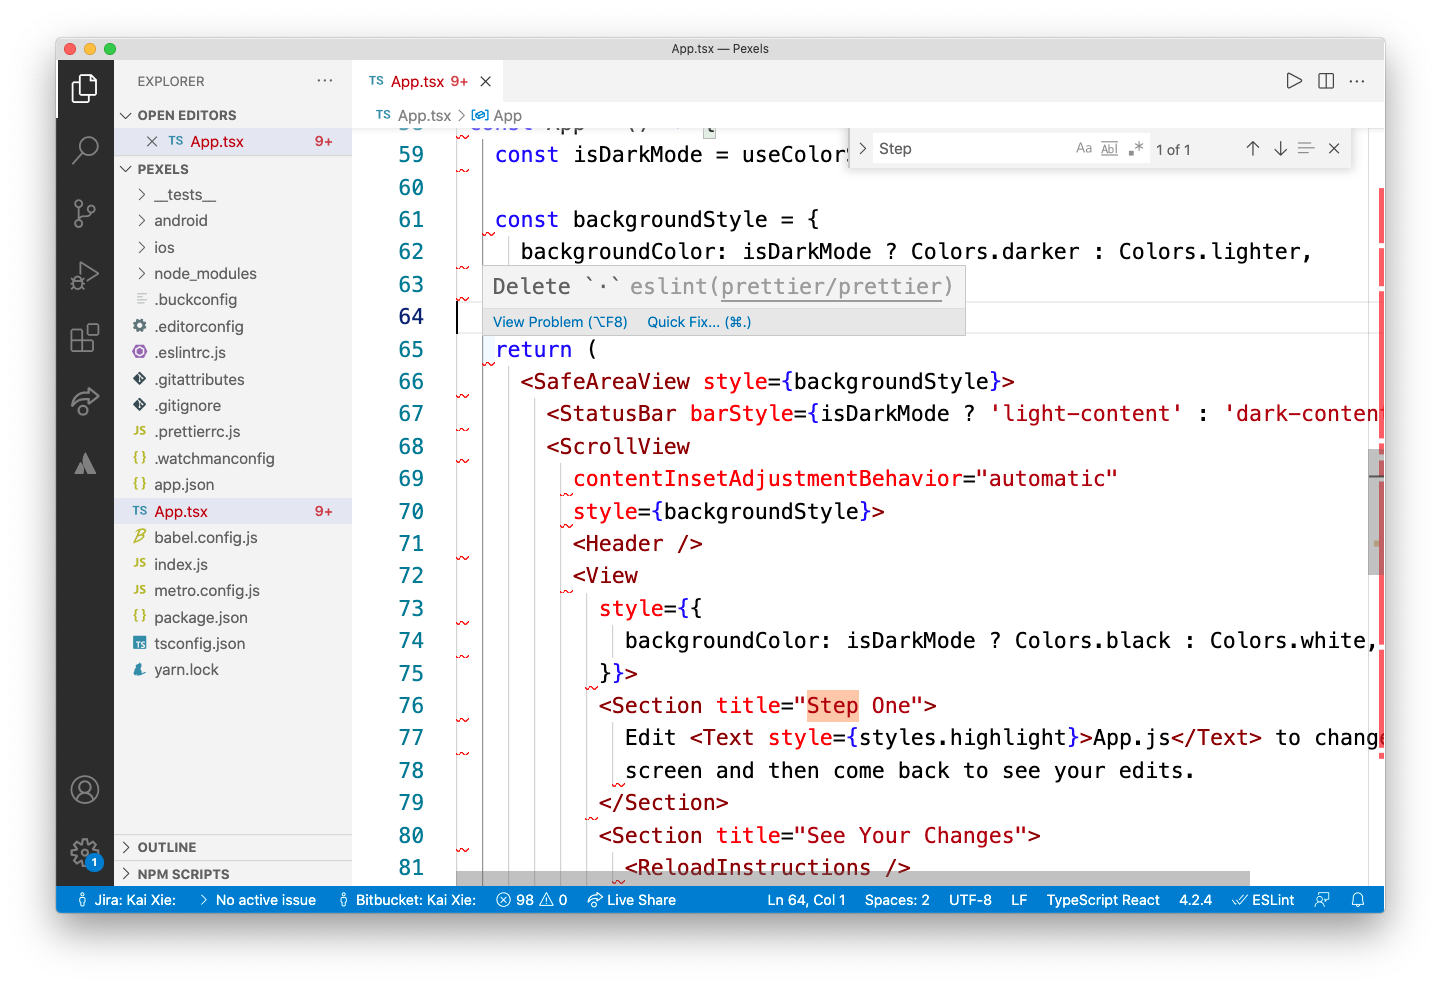 App.tsx — Pexels
EXPLORER
OPEN EDITORS
TS App.tsx 9+
PEXELS
__tests__
android
ios
node_modules
.buckconfig
.editorconfig
.eslintrc.js
.gitattributes
.gitignore
JS .prettierrc.js
{ } .watchmanconfig
{ } app.json
TS App.tsx 9+
babel.config.js
JS index.js
JS metro.config.js
{ } package.json
TS tsconfig.json
yarn.lock
OUTLINE
NPM SCRIPTS
1
TS App.tsx 9+
TS App.tsx > App
Step
Aa Abl .*
1 of 1
59 const isDarkMode = useColorS
60
61 const backgroundStyle = {
62 backgroundColor: isDarkMode ? Colors.darker : Colors.lighter,
63
Delete `·` eslint(prettier/prettier)
64
View Problem (⌥F8) Quick Fix... (⌘.)
65 return (
66 <SafeAreaView style={backgroundStyle}>
67 <StatusBar barStyle={isDarkMode ? 'light-content' : 'dark-conten
68 <ScrollView
69 contentInsetAdjustmentBehavior="automatic"
70 style={backgroundStyle}>
71 <Header />
72 <View
73 style={{
74 backgroundColor: isDarkMode ? Colors.black : Colors.white,
75 }}>
76 <Section title="Step One">
77 Edit <Text style={styles.highlight}>App.js</Text> to change
78 screen and then come back to see your edits.
79 </Section>
80 <Section title="See Your Changes">
81 <ReloadInstructions />
Jira: Kai Xie: > No active issue Bitbucket: Kai Xie: 98 0 Live Share Ln 64, Col 1 Spaces: 2 UTF-8 LF TypeScript React 4.2.4 ESLint